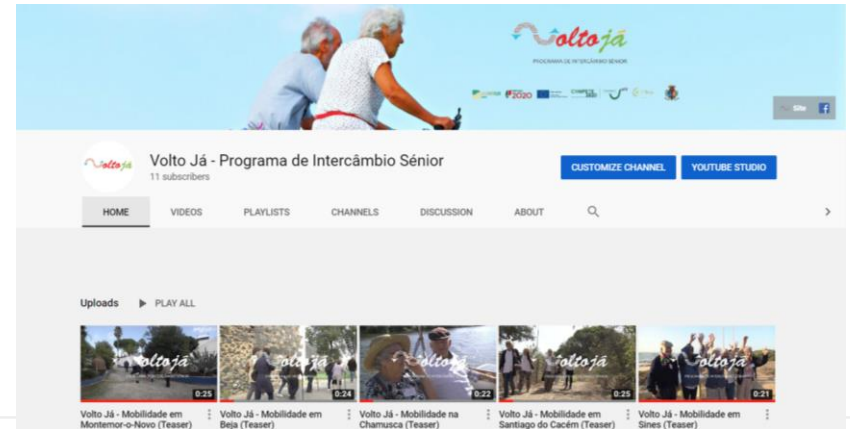 Volto já
PROGRAMA DE INTERCÂMBIO SÉNIOR
2020
Site
Volto já
Volto Já - Programa de Intercâmbio Sénior
11 subscribers
CUSTOMIZE CHANNEL
YOUTUBE STUDIO
HOME
VIDEOS
PLAYLISTS
CHANNELS
DISCUSSION
ABOUT
Uploads
PLAY ALL
Volto já
0:25
Volto já
0:24
Volto já
0:22
Volto já
0:25
Volto já
0:21
Volto Já - Mobilidade em
Montemor-o-Novo (Teaser)
Volto Já - Mobilidade em
Beja (Teaser)
Volto Já - Mobilidade na
Chamusca (Teaser)
Volto Já - Mobilidade em
Santiago do Cacém (Teaser)
Volto Já - Mobilidade em
Sines (Teaser)